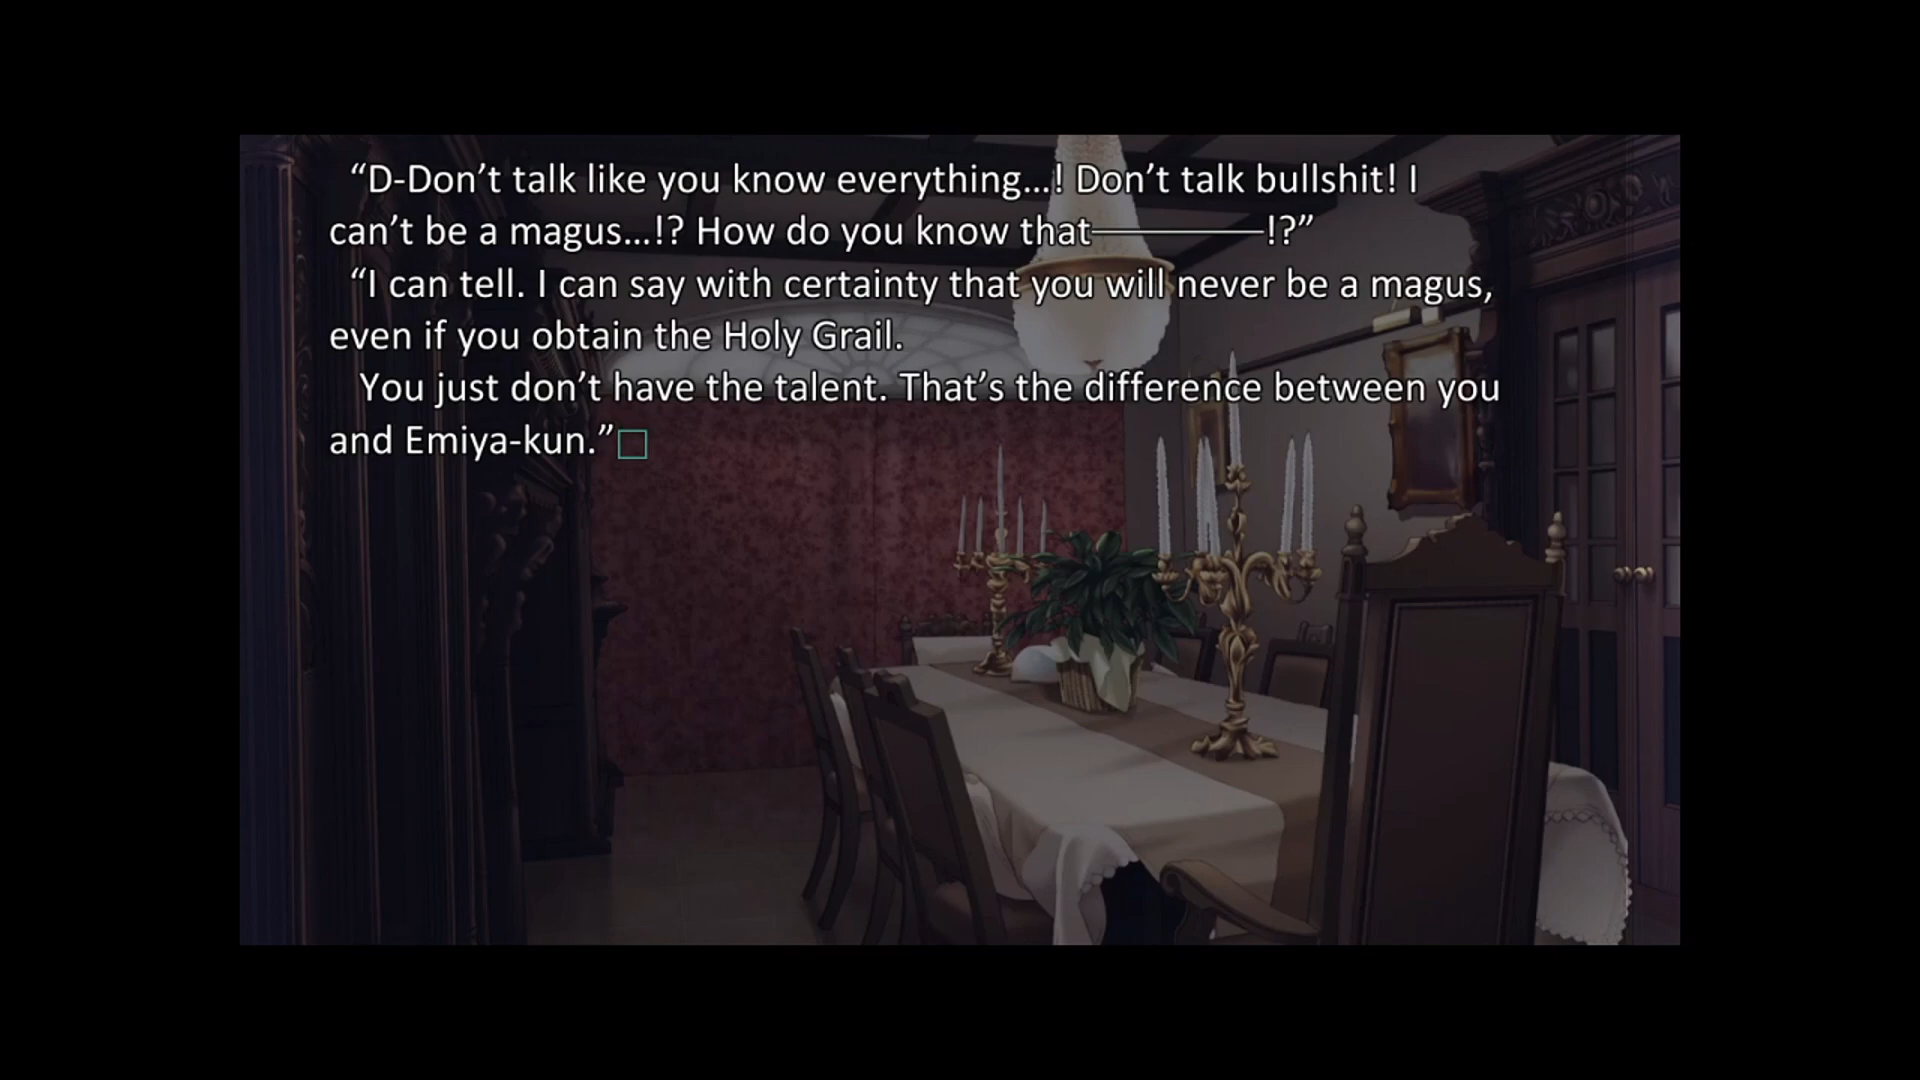 “D-Don’t talk like you know everything...! Don’t talk bullshit! I
can’t be a magus...!? How do you know that―――――!?”
“I can tell. I can say with certainty that you will never be a magus,
even if you obtain the Holy Grail.
You just don’t have the talent. That’s the difference between you
and Emiya-kun.”